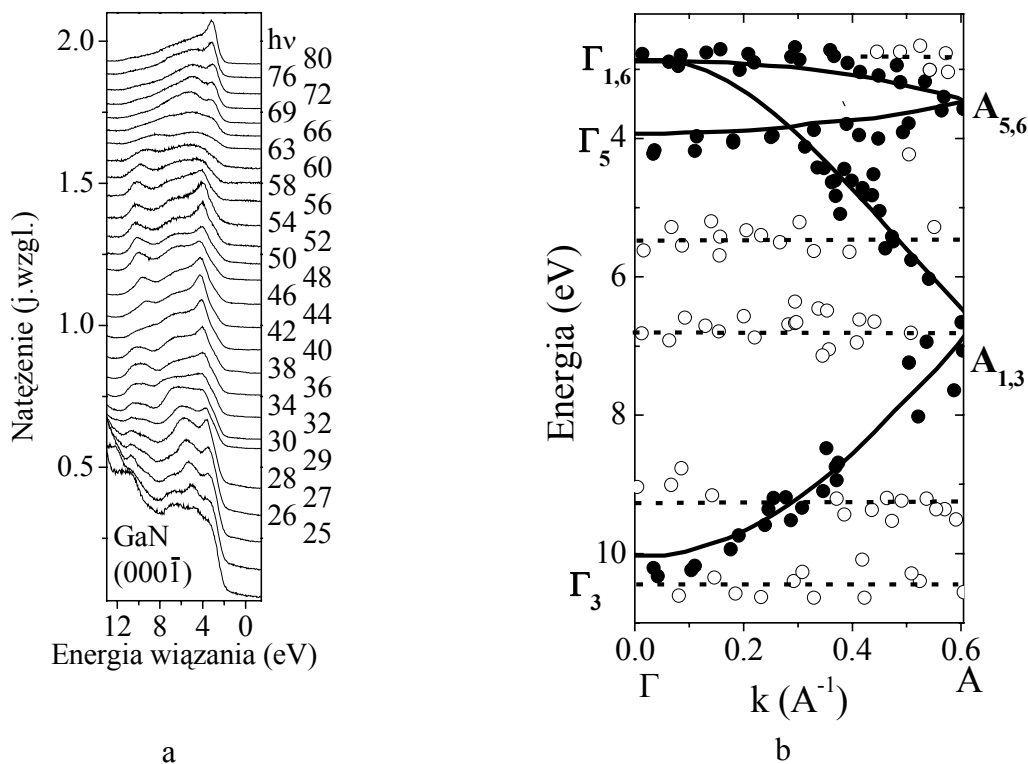 hν
2.0
80
76
72
69
66
63
60
58
1.5
56
54
52
50
48
46
44
1.0
42
40
38
36
34
32
30
29
0.5
28
27
26
25
GaN
(0001̄)
12 8 4 0
Energia wiązania (eV)
Natężenie (j.wzgl.)
a
Γ1,6
Γ5
4
A5,6
6
A1,3
8
10
Γ3
Energia (eV)
0.0 0.2 0.4 0.6
Γ
A
k (A⁻¹)
b